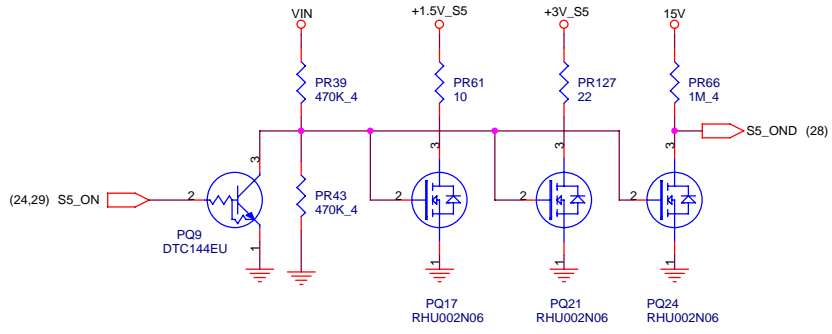 VIN +1.5V_S5 +3V_S5 15V
PR39 PR61 PR127 PR66
470K_4 10 22 1M_4
S5_OND (28)
3 3 3 3
(24,29) S5_ON 2 PR43 2 2 2
470K_4
PQ9 1 1 1 1
DTC144EU
PQ17 PQ21 PQ24
RHU002N06 RHU002N06 RHU002N06